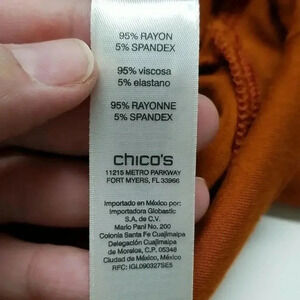 95% RAYON
5% SPANDEX
95% viscosa
5% elastano
95% RAYONNE
5% SPANDEX
chico's
11215 METRO PARKWAY
FORT MYERS, FL 33966
Importado en México por:
Importadora Globastic
S.A. de C.V.
Mario Pani No. 200
Colonia Santa Fe Cuajimalpa
Delegación Cuajimalpa
de Morelos, C.P. 05348
Ciudad de México, México
RFC: IGL090327SE5